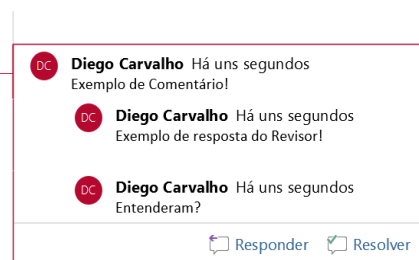 DC Diego Carvalho Há uns segundos
Exemplo de Comentário!
DC Diego Carvalho Há uns segundos
Exemplo de resposta do Revisor!
DC Diego Carvalho Há uns segundos
Entenderam?
Responder Resolver